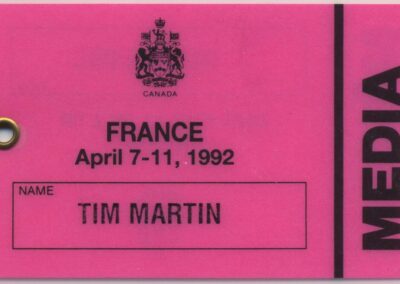 CANADA
FRANCE
April 7-11, 1992
NAME
TIM MARTIN
MEDIA